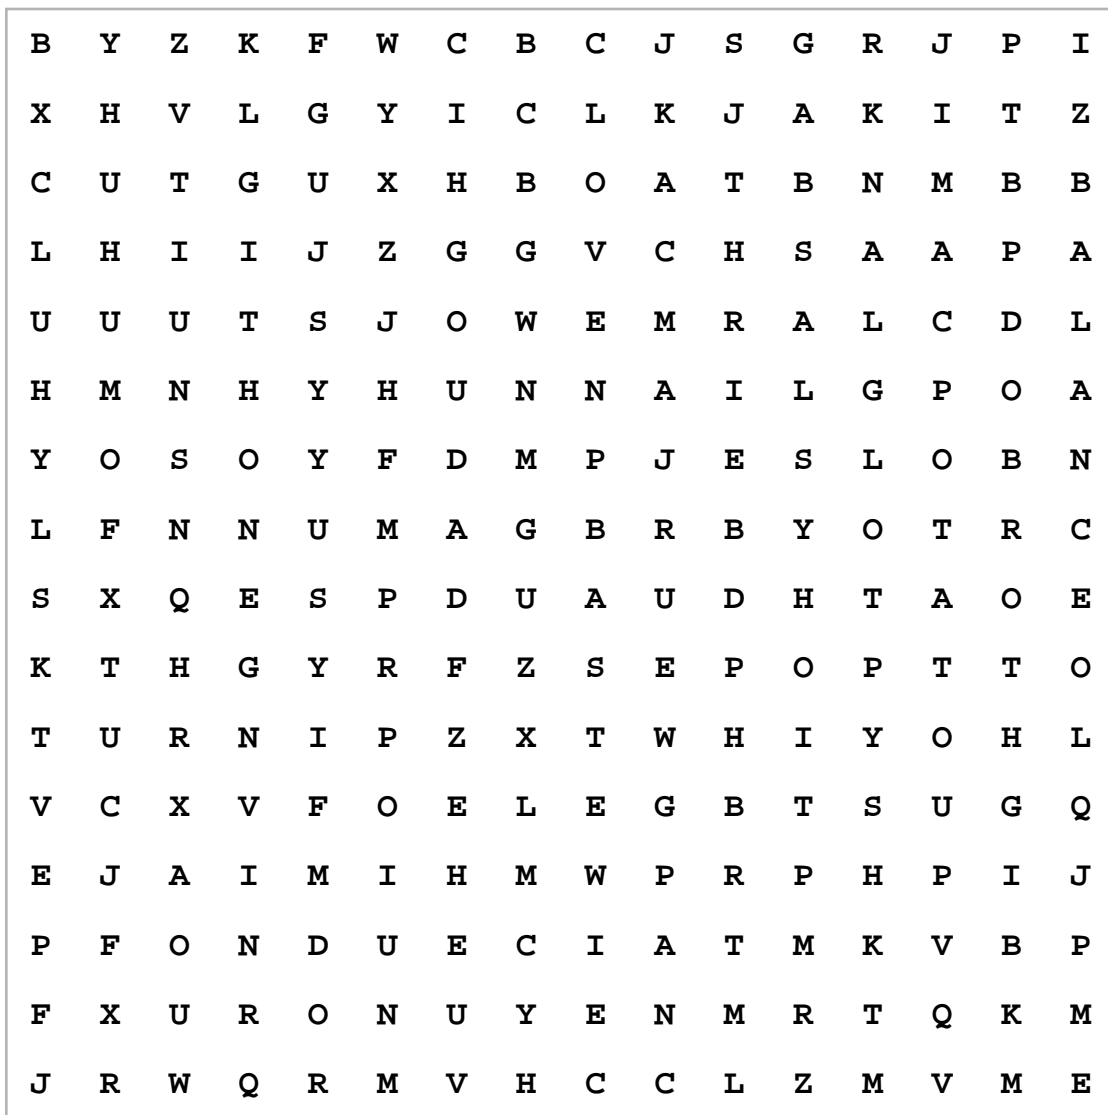 B Y Z K F W C B C J S G R J P I
X H V L G Y I C L K J A K I T Z
C U T G U X H B O A T B N M B B
L H I I J Z G G V C H S A A P A
U U U T S J O W E M R A L C D L
H M N H Y H U N N A I L G P O A
Y O S O Y F D M P J E S L O B N
L F N N U M A G B R B Y O T R C
S X Q E S P D U A U D H T A O E
K T H G Y R F Z S E P O P T T O
T U R N I P Z X T W H I Y O H L
V C X V F O E L E G B T S U G Q
E J A I M I H M W P R P H P I J
P F O N D U E C I A T M K V B P
F X U R O N U Y E N M R T Q K M
J R W Q R M V H C C L Z M V M E